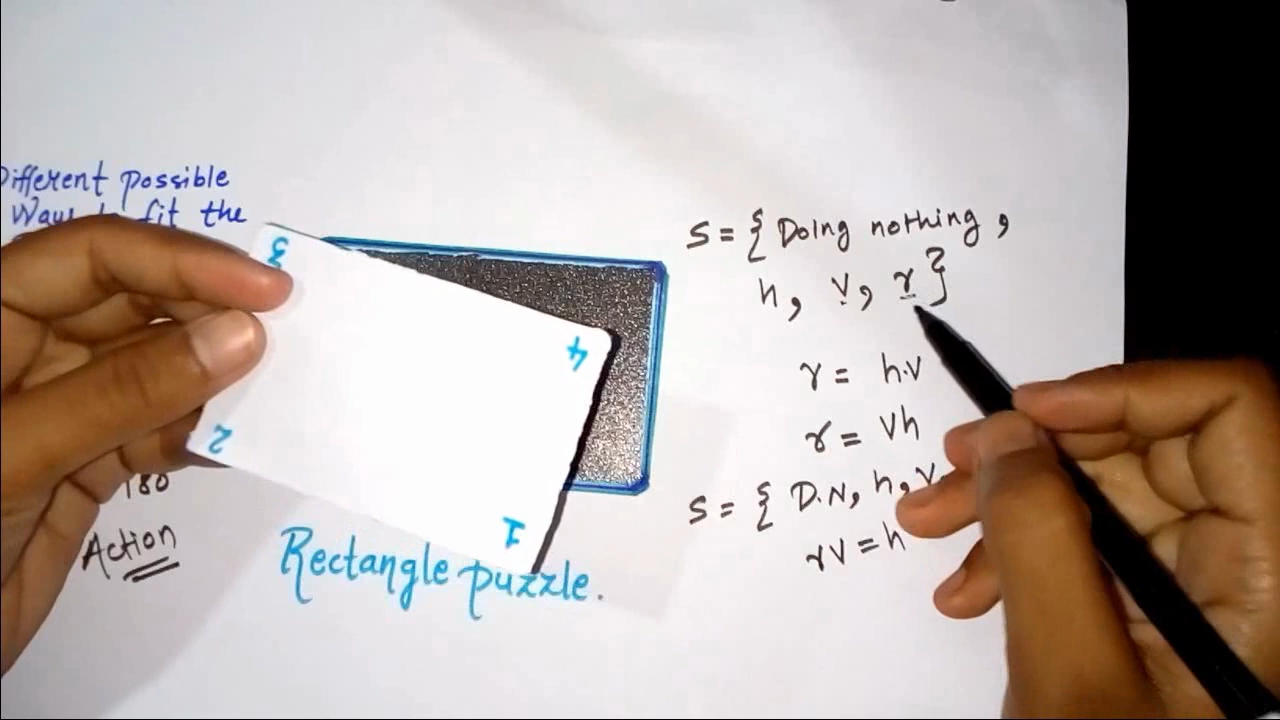 Different possible
Ways to fit the
180
Action
3
4
2
1
Rectangle puzzle.
S = { Doing nothing ,
h, v, r }
r = h.v
r = vh
S = { D.N, h, v
rv = h